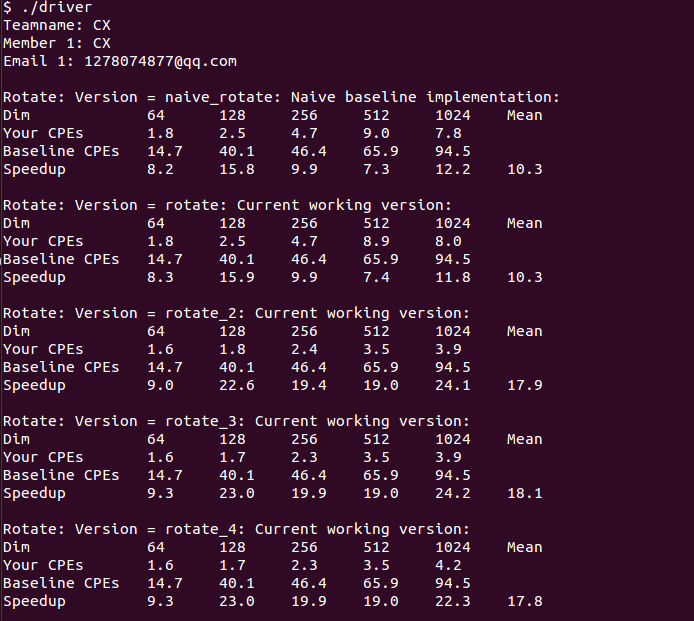 $ ./driver
Teamname: CX
Member 1: CX
Email 1: 1278074877@qq.com
Rotate: Version = naive_rotate: Naive baseline implementation:
Dim 64 128 256 512 1024 Mean
Your CPEs 1.8 2.5 4.7 9.0 7.8
Baseline CPEs 14.7 40.1 46.4 65.9 94.5
Speedup 8.2 15.8 9.9 7.3 12.2 10.3
Rotate: Version = rotate: Current working version:
Dim 64 128 256 512 1024 Mean
Your CPEs 1.8 2.5 4.7 8.9 8.0
Baseline CPEs 14.7 40.1 46.4 65.9 94.5
Speedup 8.3 15.9 9.9 7.4 11.8 10.3
Rotate: Version = rotate_2: Current working version:
Dim 64 128 256 512 1024 Mean
Your CPEs 1.6 1.8 2.4 3.5 3.9
Baseline CPEs 14.7 40.1 46.4 65.9 94.5
Speedup 9.0 22.6 19.4 19.0 24.1 17.9
Rotate: Version = rotate_3: Current working version:
Dim 64 128 256 512 1024 Mean
Your CPEs 1.6 1.7 2.3 3.5 3.9
Baseline CPEs 14.7 40.1 46.4 65.9 94.5
Speedup 9.3 23.0 19.9 19.0 24.2 18.1
Rotate: Version = rotate_4: Current working version:
Dim 64 128 256 512 1024 Mean
Your CPEs 1.6 1.7 2.3 3.5 4.2
Baseline CPEs 14.7 40.1 46.4 65.9 94.5
Speedup 9.3 23.0 19.9 19.0 22.3 17.8